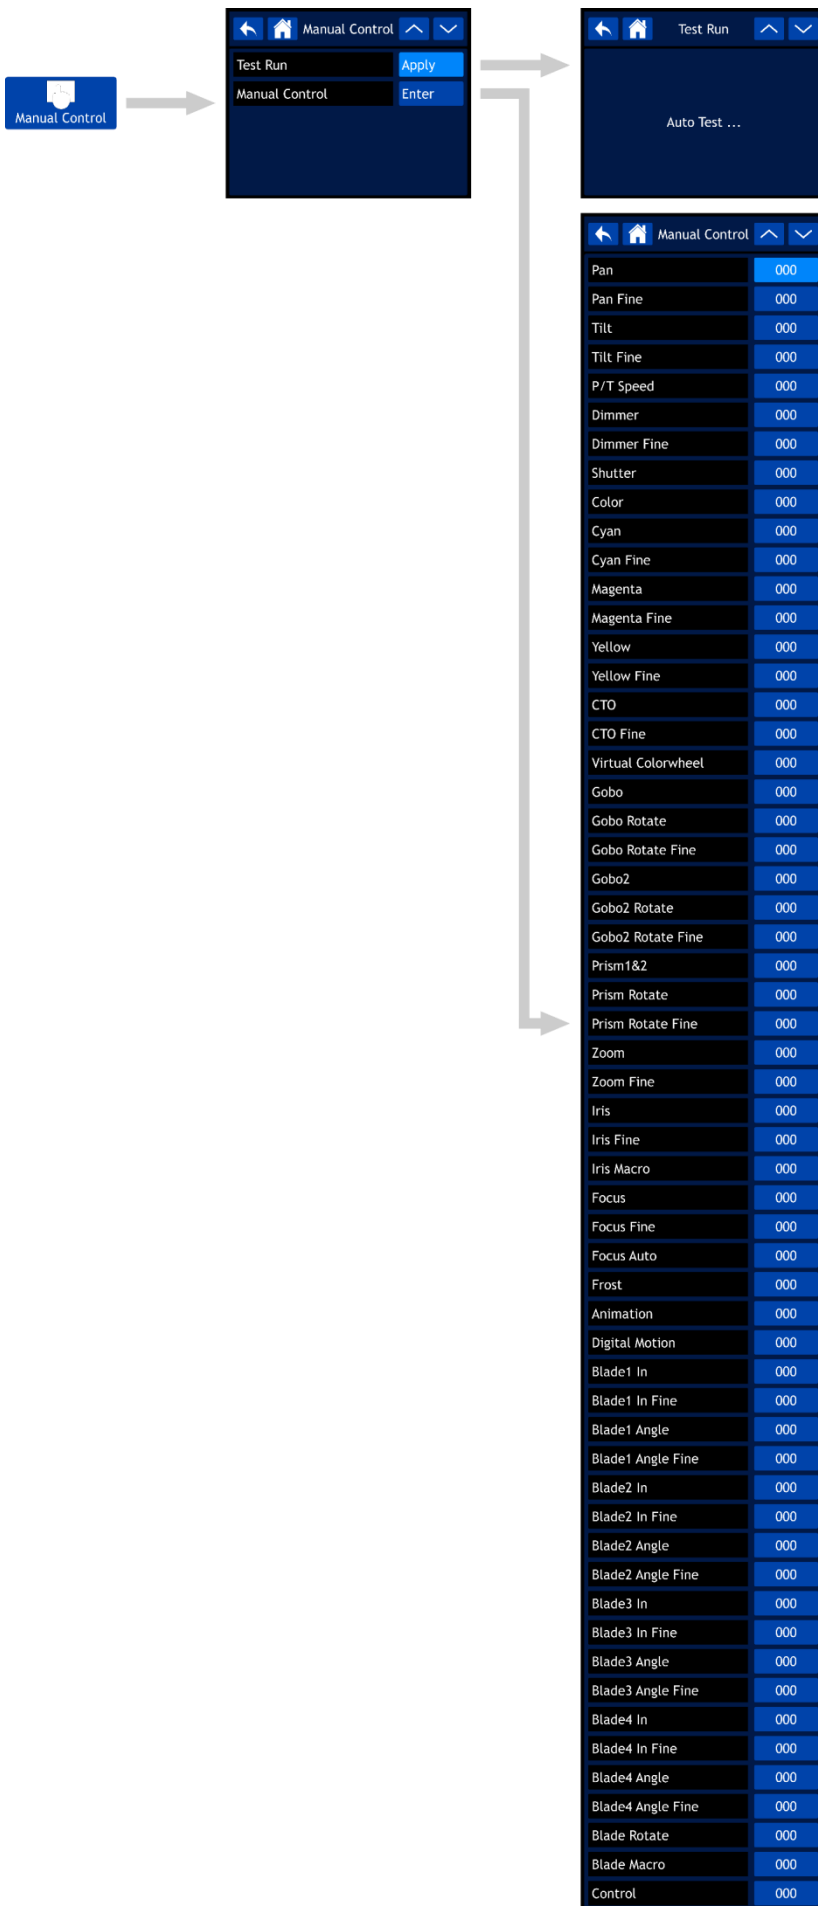 Manual Control
Manual Control
Test Run Apply
Manual Control Enter
Test Run
Auto Test ...
Manual Control
Pan 000
Pan Fine 000
Tilt 000
Tilt Fine 000
P/T Speed 000
Dimmer 000
Dimmer Fine 000
Shutter 000
Color 000
Cyan 000
Cyan Fine 000
Magenta 000
Magenta Fine 000
Yellow 000
Yellow Fine 000
CTO 000
CTO Fine 000
Virtual Colorwheel 000
Gobo 000
Gobo Rotate 000
Gobo Rotate Fine 000
Gobo2 000
Gobo2 Rotate 000
Gobo2 Rotate Fine 000
Prism1&2 000
Prism Rotate 000
Prism Rotate Fine 000
Zoom 000
Zoom Fine 000
Iris 000
Iris Fine 000
Iris Macro 000
Focus 000
Focus Fine 000
Focus Auto 000
Frost 000
Animation 000
Digital Motion 000
Blade1 In 000
Blade1 In Fine 000
Blade1 Angle 000
Blade1 Angle Fine 000
Blade2 In 000
Blade2 In Fine 000
Blade2 Angle 000
Blade2 Angle Fine 000
Blade3 In 000
Blade3 In Fine 000
Blade3 Angle 000
Blade3 Angle Fine 000
Blade4 In 000
Blade4 In Fine 000
Blade4 Angle 000
Blade4 Angle Fine 000
Blade Rotate 000
Blade Macro 000
Control 000